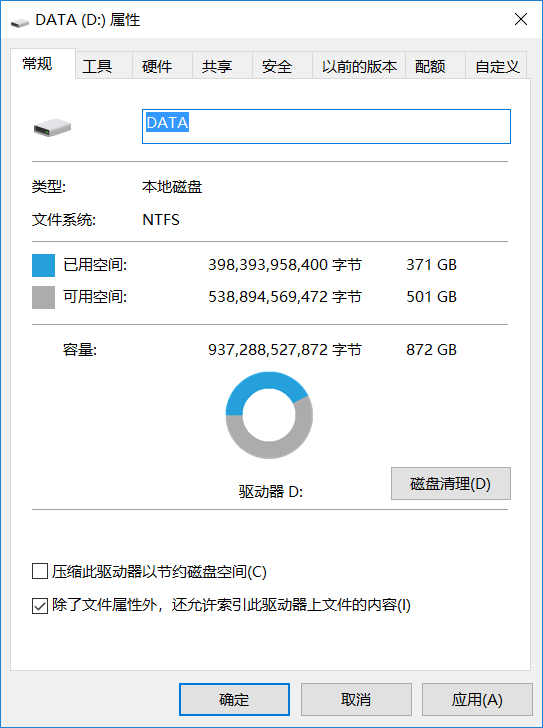 DATA (D:) 属性
常规 工具 硬件 共享 安全 以前的版本 配额 自定义
DATA
类型: 本地磁盘
文件系统: NTFS
已用空间: 398,393,958,400 字节 371 GB
可用空间: 538,894,569,472 字节 501 GB
容量: 937,288,527,872 字节 872 GB
驱动器 D:
磁盘清理(D)
压缩此驱动器以节约磁盘空间(C)
除了文件属性外，还允许索引此驱动器上文件的内容(I)
确定 取消 应用(A)